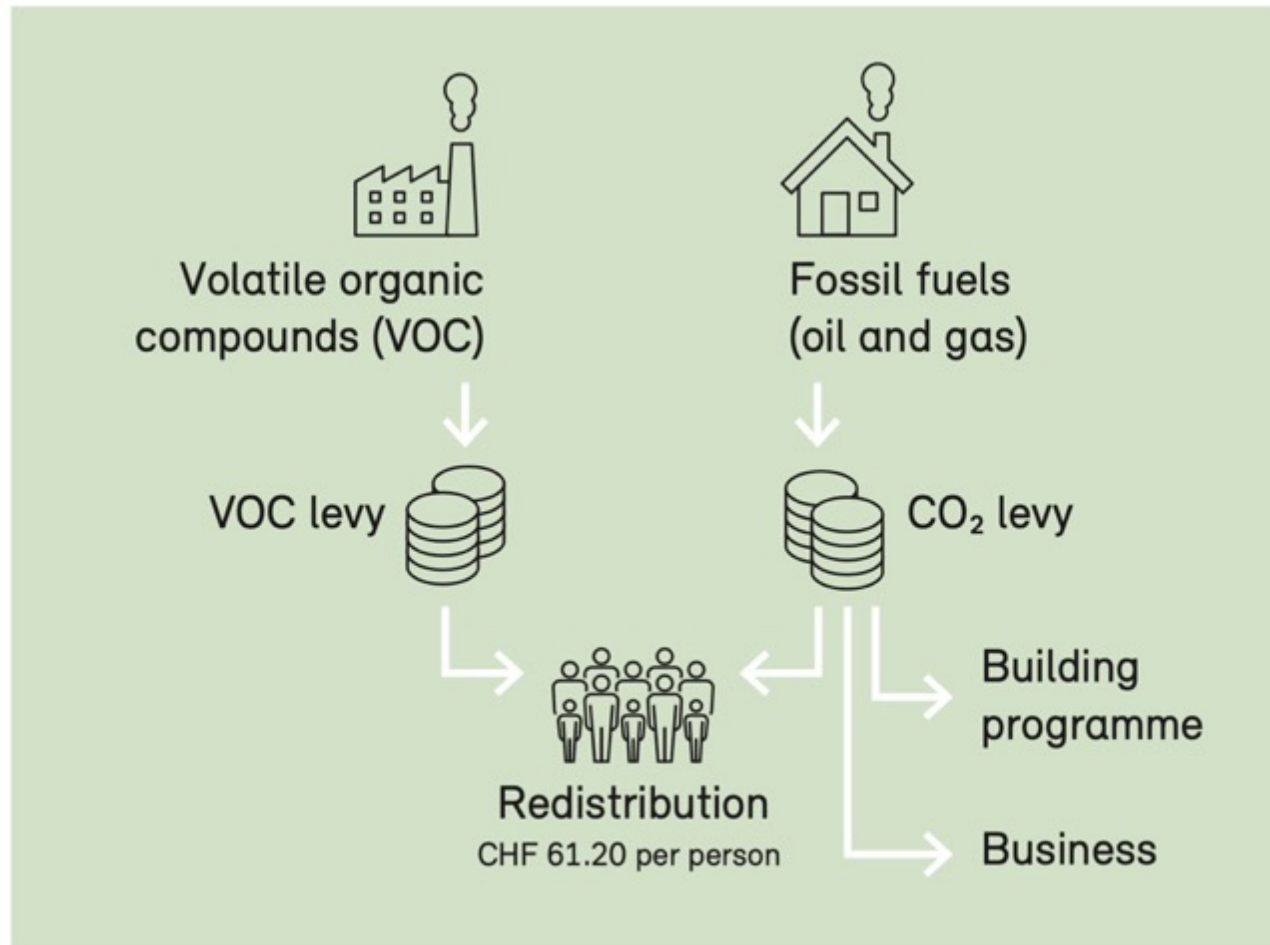 Volatile organic
compounds (VOC)
Fossil fuels
(oil and gas)
VOC levy
CO₂ levy
Building
programme
Redistribution
CHF 61.20 per person
Business